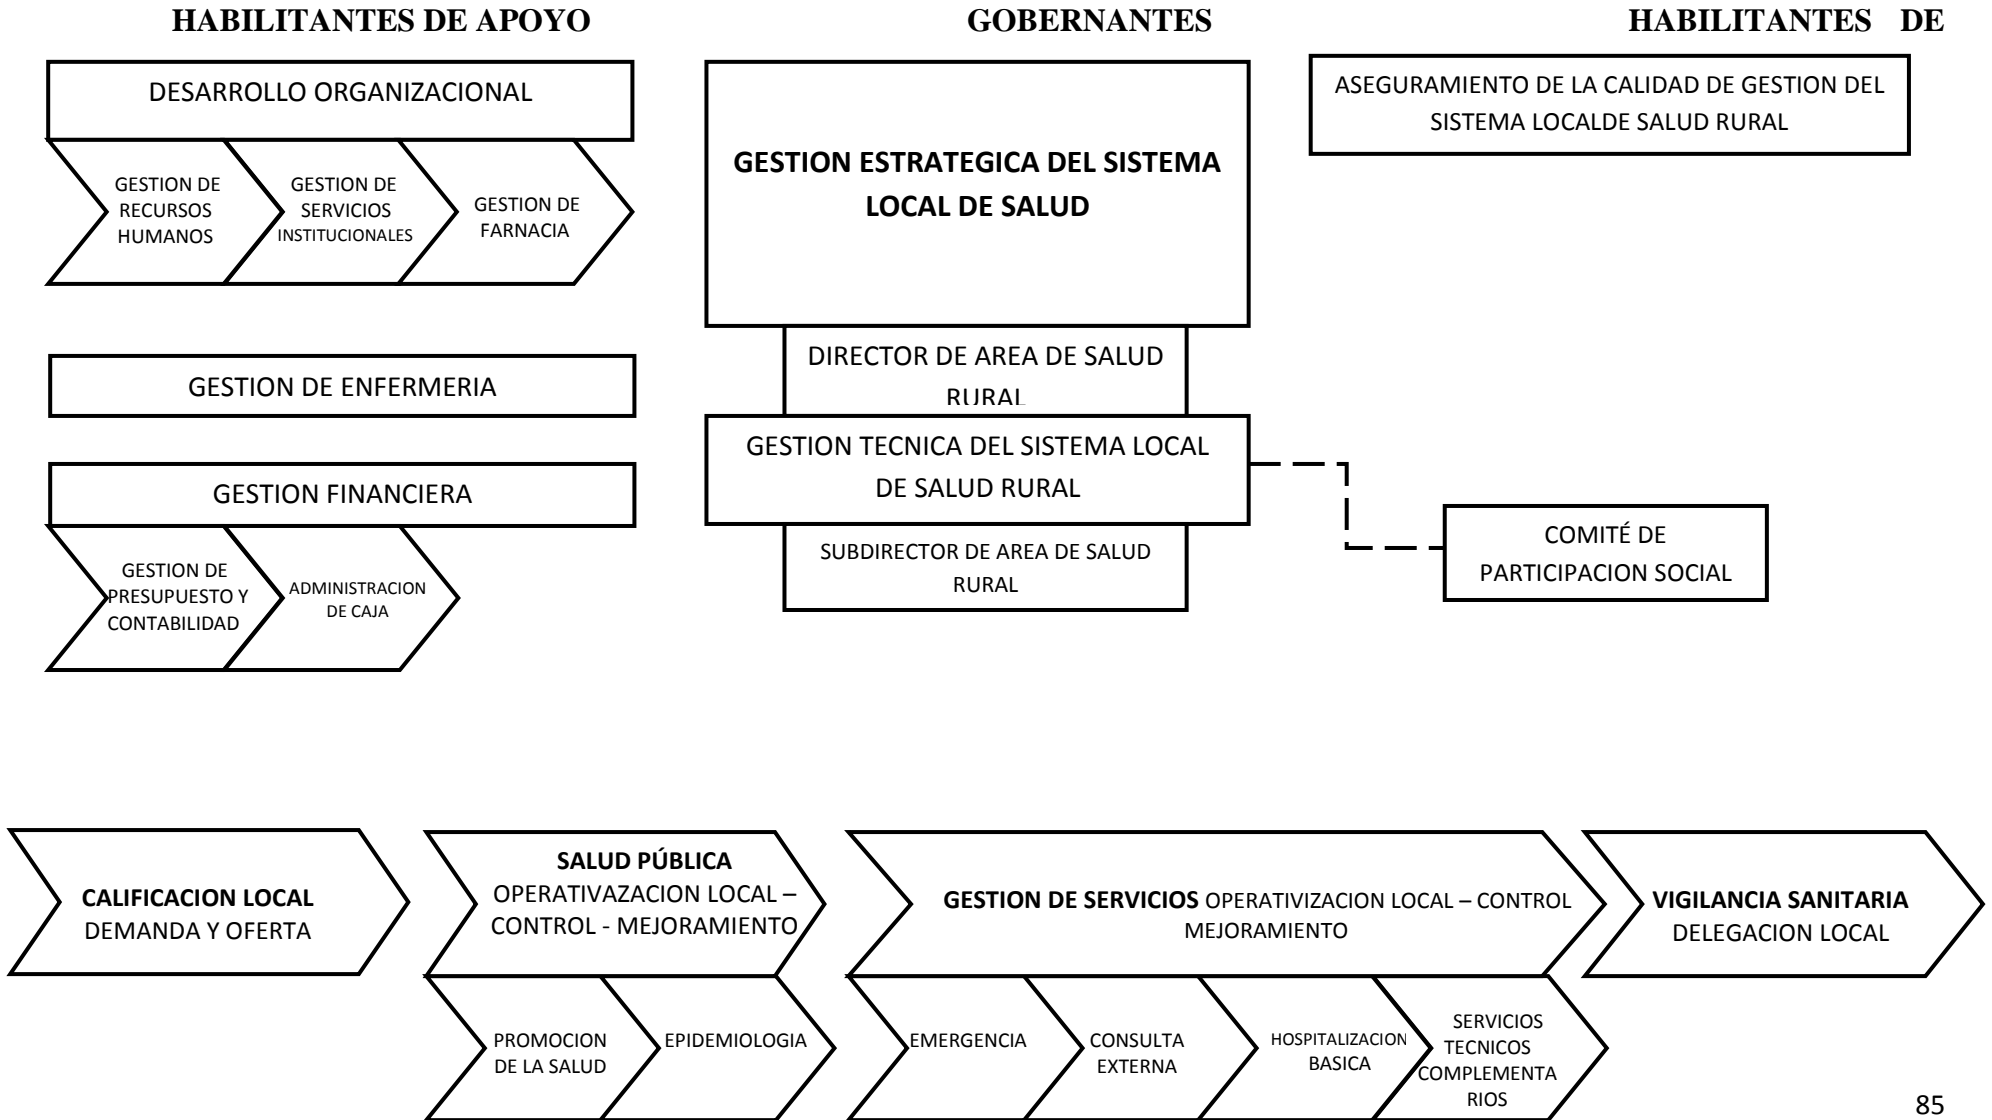 HABILITANTES DE APOYO
GOBERNANTES
HABILITANTES DE
DESARROLLO ORGANIZACIONAL
GESTION DE
RECURSOS
HUMANOS
GESTION DE
SERVICIOS
INSTITUCIONALES
GESTION DE
FARNACIA
GESTION DE ENFERMERIA
GESTION FINANCIERA
GESTION DE
PRESUPUESTO Y
CONTABILIDAD
ADMINISTRACION
DE CAJA
GESTION ESTRATEGICA DEL SISTEMA
LOCAL DE SALUD
DIRECTOR DE AREA DE SALUD
RURAL
GESTION TECNICA DEL SISTEMA LOCAL
DE SALUD RURAL
SUBDIRECTOR DE AREA DE SALUD
RURAL
ASEGURAMIENTO DE LA CALIDAD DE GESTION DEL
SISTEMA LOCALDE SALUD RURAL
COMITÉ DE
PARTICIPACION SOCIAL
CALIFICACION LOCAL
DEMANDA Y OFERTA
SALUD PÚBLICA
OPERATIVAZACION LOCAL –
CONTROL - MEJORAMIENTO
PROMOCION
DE LA SALUD
EPIDEMIOLOGIA
GESTION DE SERVICIOS OPERATIVIZACION LOCAL – CONTROL
MEJORAMIENTO
EMERGENCIA
CONSULTA
EXTERNA
HOSPITALIZACION
BASICA
SERVICIOS
TECNICOS
COMPLEMENTA
RIOS
VIGILANCIA SANITARIA
DELEGACION LOCAL
85